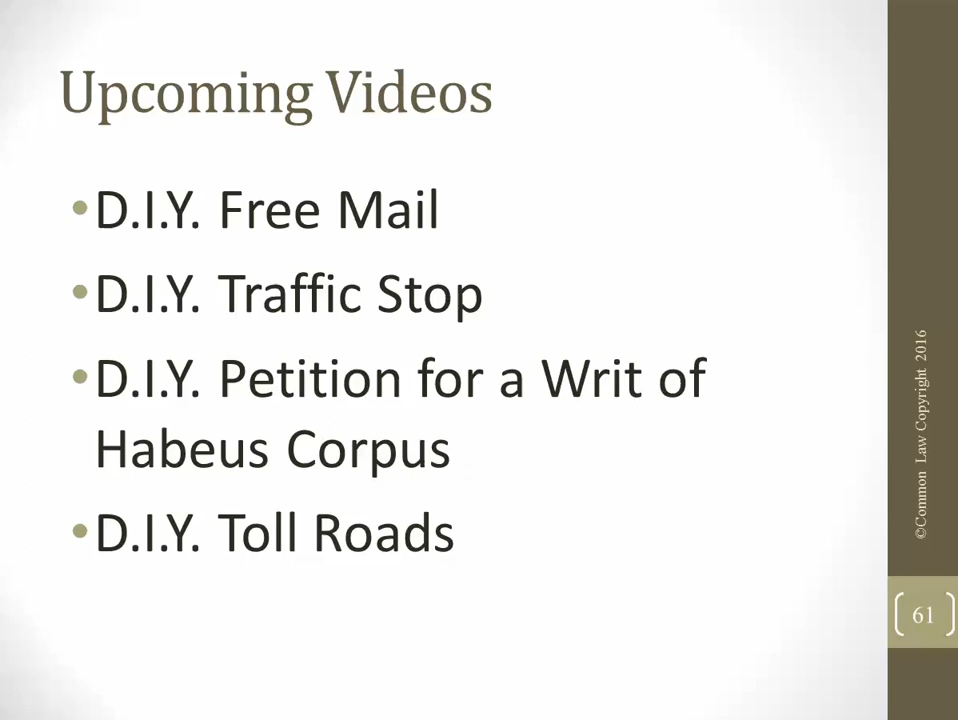 Upcoming Videos
•D.I.Y. Free Mail
•D.I.Y. Traffic Stop
•D.I.Y. Petition for a Writ of
Habeus Corpus
•D.I.Y. Toll Roads
©Common Law Copyright 2016
61